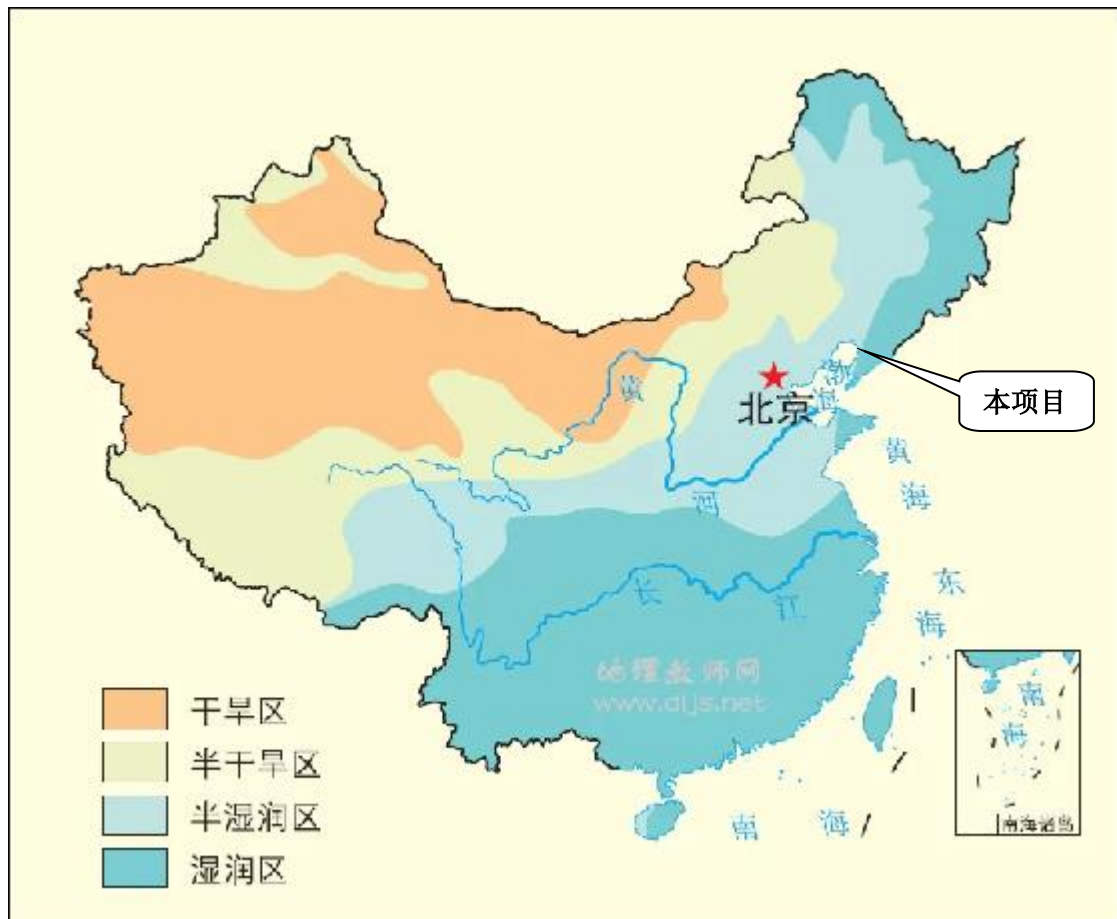 渤
海
北京
本项目
黄
河
黄
海
东
海
长
江
地理教师网
www.dljs.net
南
海
南
海
南海诸岛
干旱区
半干旱区
半湿润区
湿润区